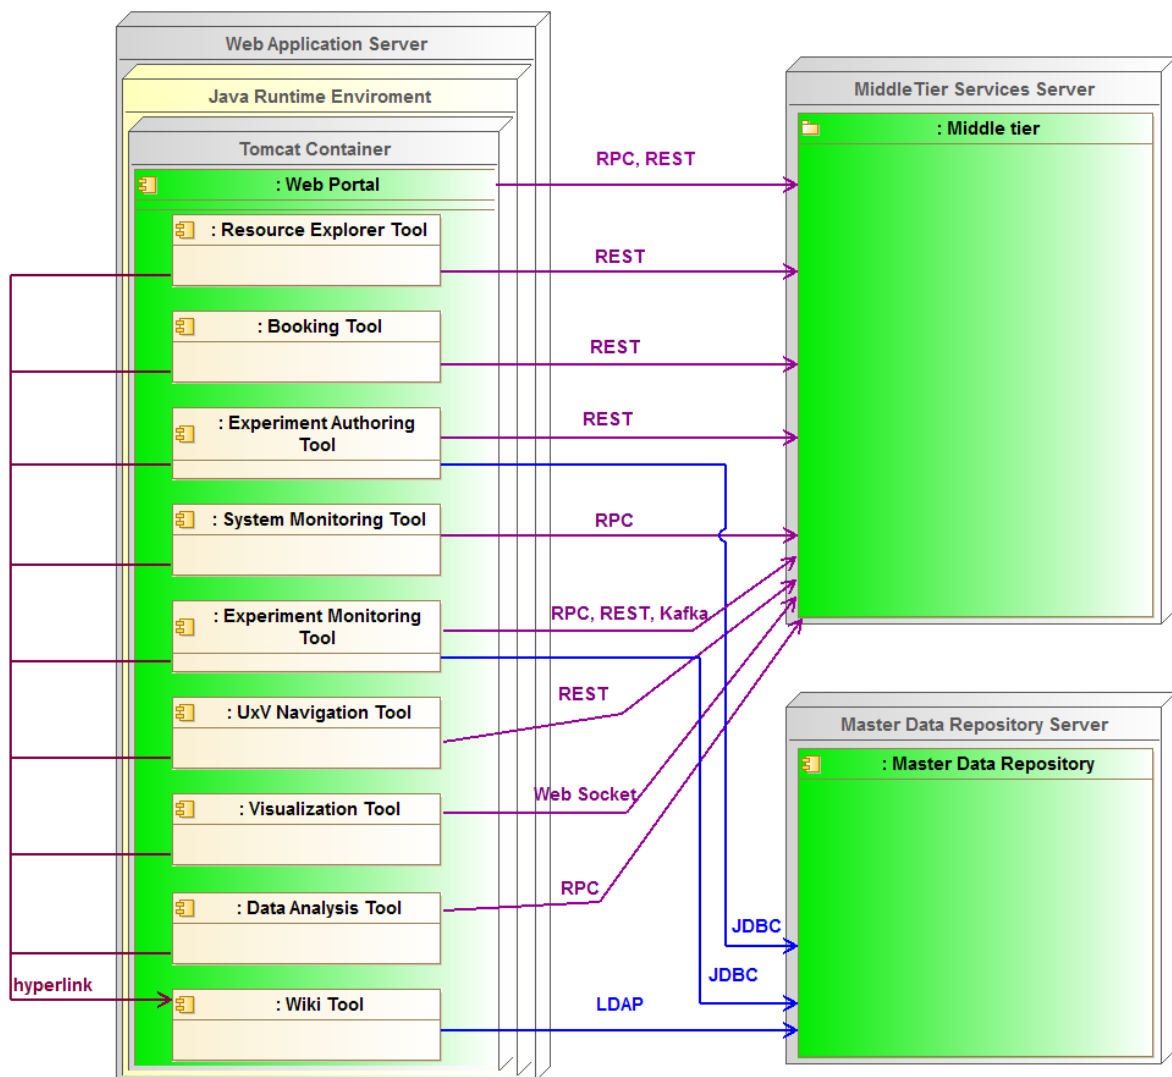 Web Application Server
Java Runtime Enviroment
Tomcat Container
: Web Portal
: Resource Explorer Tool
: Booking Tool
: Experiment Authoring
Tool
: System Monitoring Tool
: Experiment Monitoring
Tool
: UxV Navigation Tool
: Visualization Tool
: Data Analysis Tool
: Wiki Tool
hyperlink
RPC, REST
REST
REST
REST
RPC
RPC, REST, Kafka
REST
Web Socket
RPC
JDBC
JDBC
LDAP
MiddleTier Services Server
: Middle tier
Master Data Repository Server
: Master Data Repository